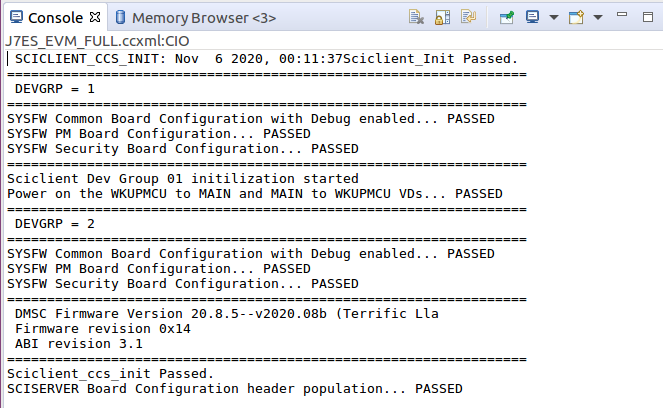 Console Memory Browser <3>
J7ES_EVM_FULL.ccxml:CIO
SCICLIENT_CCS_INIT: Nov  6 2020, 00:11:37Sciclient_Init Passed.
=================================================================
DEVGRP = 1
=================================================================
SYSFW Common Board Configuration with Debug enabled... PASSED
SYSFW PM Board Configuration... PASSED
SYSFW Security Board Configuration... PASSED
=================================================================
Sciclient Dev Group 01 initilization started
Power on the WKUPMCU to MAIN and MAIN to WKUPMCU VDs... PASSED
=================================================================
DEVGRP = 2
=================================================================
SYSFW Common Board Configuration with Debug enabled... PASSED
SYSFW PM Board Configuration... PASSED
SYSFW Security Board Configuration... PASSED
=================================================================
DMSC Firmware Version 20.8.5--v2020.08b (Terrific Lla
Firmware revision 0x14
ABI revision 3.1
=================================================================
Sciclient_ccs_init Passed.
SCISERVER Board Configuration header population... PASSED